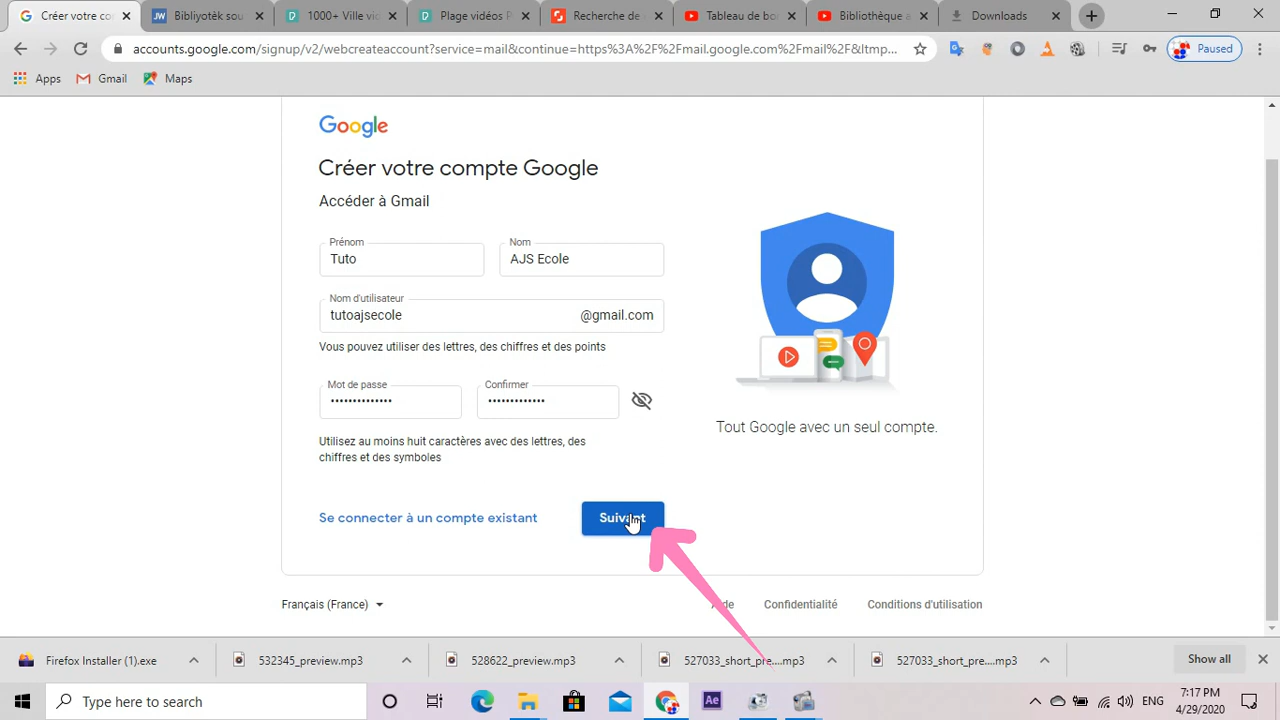 Créer votre con
Bibliyotèk sou
1000+ Ville vid
Plage vidéos P
Recherche de
Tableau de bo
Bibliothèque a
Downloads
accounts.google.com/signup/v2/webcreateaccount?service=mail&continue=https%3A%2F%2Fmail.google.com%2Fmail%2F&ltmp...
Paused
Apps
Gmail
Maps
Google
Créer votre compte Google
Accéder à Gmail
Prénom
Nom
Tuto
AJS Ecole
Nom d'utilisateur
tutoajsecole
@gmail.com
Vous pouvez utiliser des lettres, des chiffres et des points
Mot de passe
Confirmer
•••••••••••••
••••••••••••
Utilisez au moins huit caractères avec des lettres, des
chiffres et des symboles
Tout Google avec un seul compte.
Se connecter à un compte existant
Suivant
Français (France)
Confidentialité
Conditions d'utilisation
Firefox Installer (1).exe
532345_preview.mp3
528622_preview.mp3
527033_short_pre....mp3
527033_short_pre....mp3
Show all
Type here to search
Ae
ENG
7:17 PM
4/29/2020